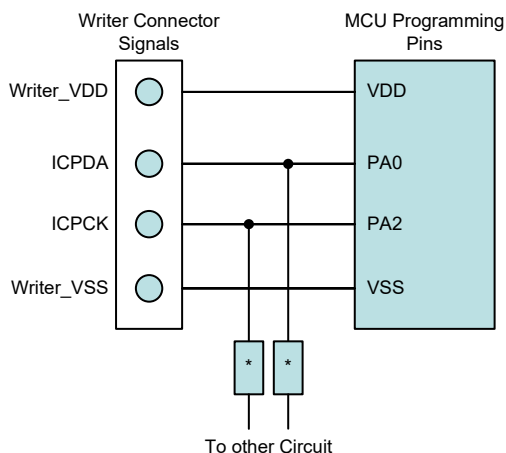 Writer Connector
Signals
MCU Programming
Pins
Writer_VDD
VDD
ICPDA
PA0
ICPCK
PA2
Writer_VSS
VSS
* *
To other Circuit